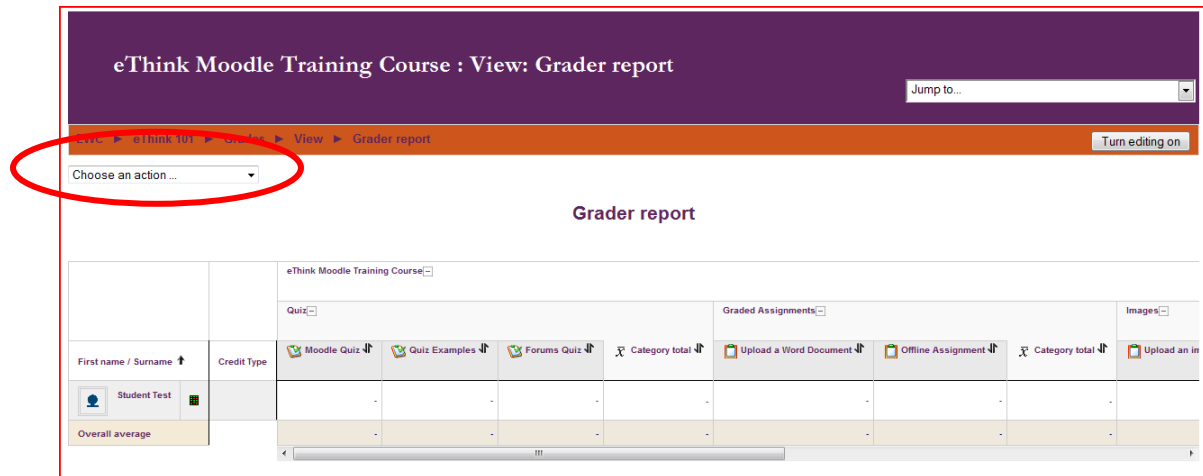 eThink Moodle Training Course : View: Grader report
Jump to...
EWC ► eThink 101 ► Grades ► View ► Grader report
Turn editing on
Choose an action ...
Grader report
eThink Moodle Training Course
Quiz
Graded Assignments
Images
First name / Surname
Credit Type
Moodle Quiz
Quiz Examples
Forums Quiz
x̅ Category total
Upload a Word Document
Offline Assignment
x̅ Category total
Upload an im
Student Test
- - - - - - -
Overall average
- - - - - - -